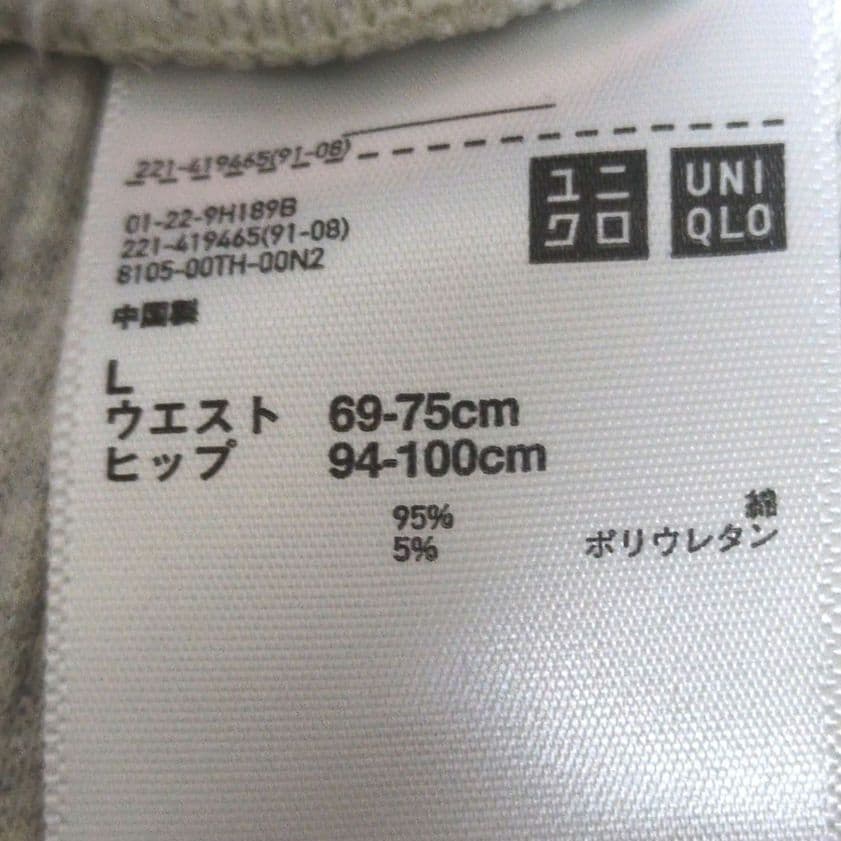 221-419465(91-08)
ユニ
クロ
UNI
QLO
01-22-9H189B
221-419465(91-08)
8105-00TH-00N2
中国製
L
ウエスト 69-75cm
ヒップ 94-100cm
95% 綿
5% ポリウレタン